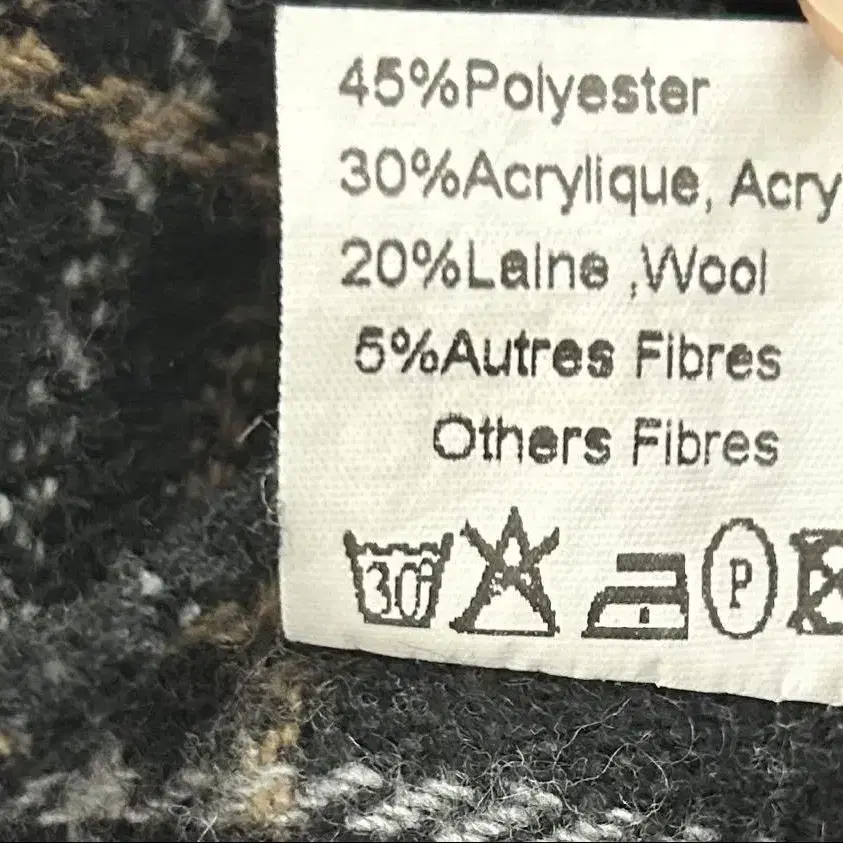 45%Polyester
30%Acrylique, Acry
20%Laine ,Wool
5%Autres Fibres
Others Fibres
30°
P